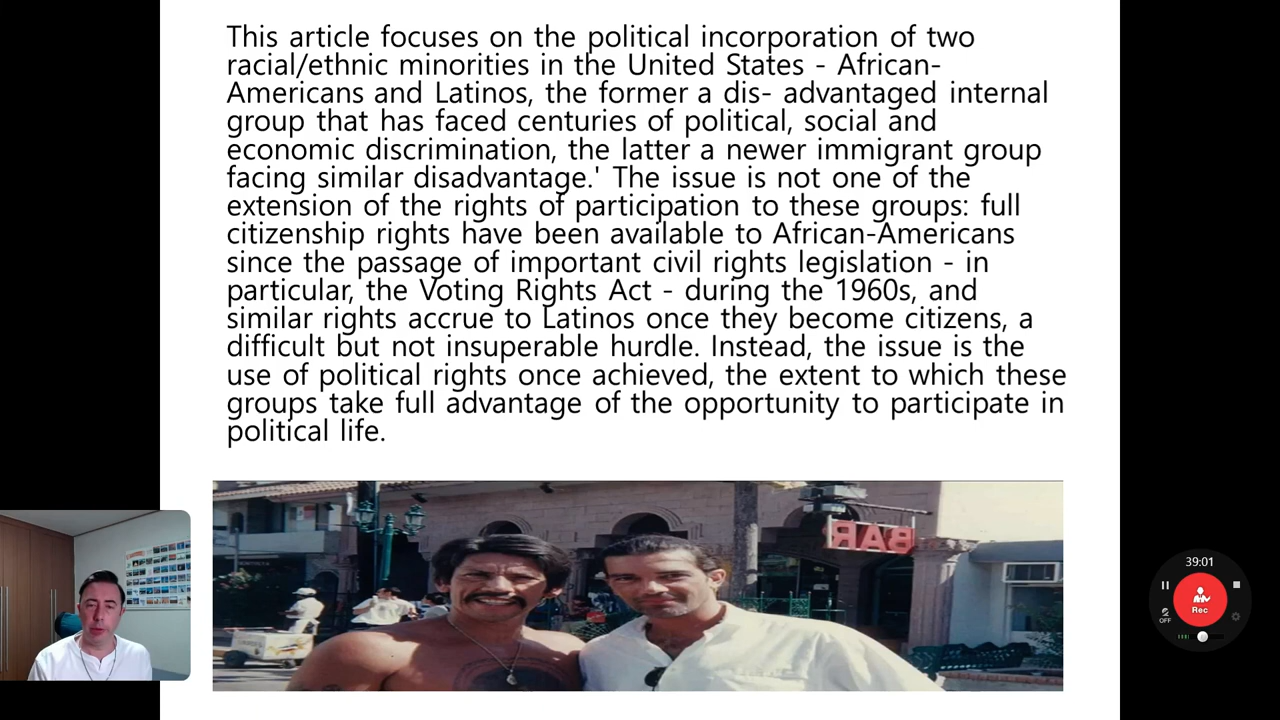 This article focuses on the political incorporation of two
racial/ethnic minorities in the United States - African-
Americans and Latinos, the former a dis- advantaged internal
group that has faced centuries of political, social and
economic discrimination, the latter a newer immigrant group
facing similar disadvantage.' The issue is not one of the
extension of the rights of participation to these groups: full
citizenship rights have been available to African-Americans
since the passage of important civil rights legislation - in
particular, the Voting Rights Act - during the 1960s, and
similar rights accrue to Latinos once they become citizens, a
difficult but not insuperable hurdle. Instead, the issue is the
use of political rights once achieved, the extent to which these
groups take full advantage of the opportunity to participate in
political life.
BAR
39:01
Rec
OFF